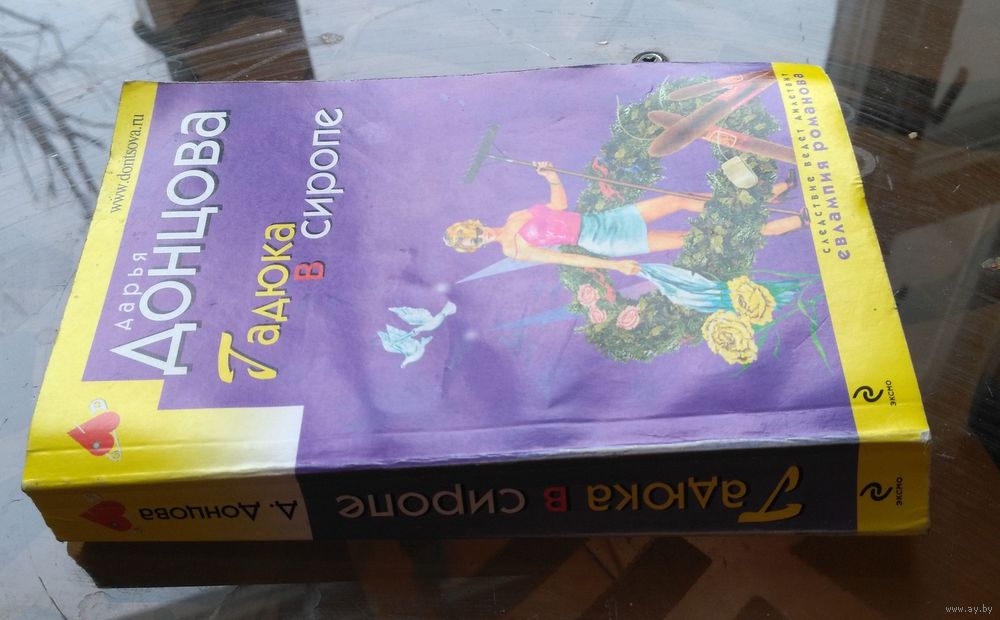 www.dontsova.ru
Дарья
Донцова
Гадюка
в сиропе
следствие ведет дилетант
евлампия романова
эксмо
Д. Донцова
Гадюка в сиропе
эксмо
www.ay.by